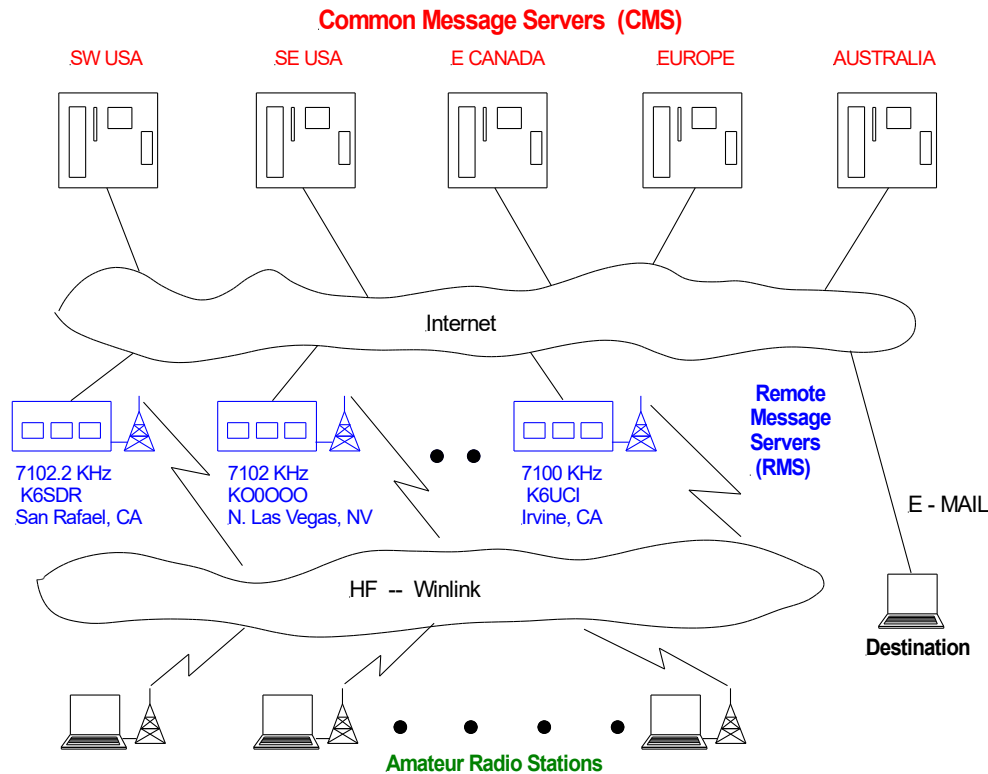 Common Message Servers (CMS)
SW USA
SE USA
E CANADA
EUROPE
AUSTRALIA
Internet
Remote
Message
Servers
(RMS)
7102.2 KHz
K6SDR
San Rafael, CA
7102 KHz
KO0OOO
N. Las Vegas, NV
7100 KHz
K6UCI
Irvine, CA
E - MAIL
HF -- Winlink
Destination
Amateur Radio Stations